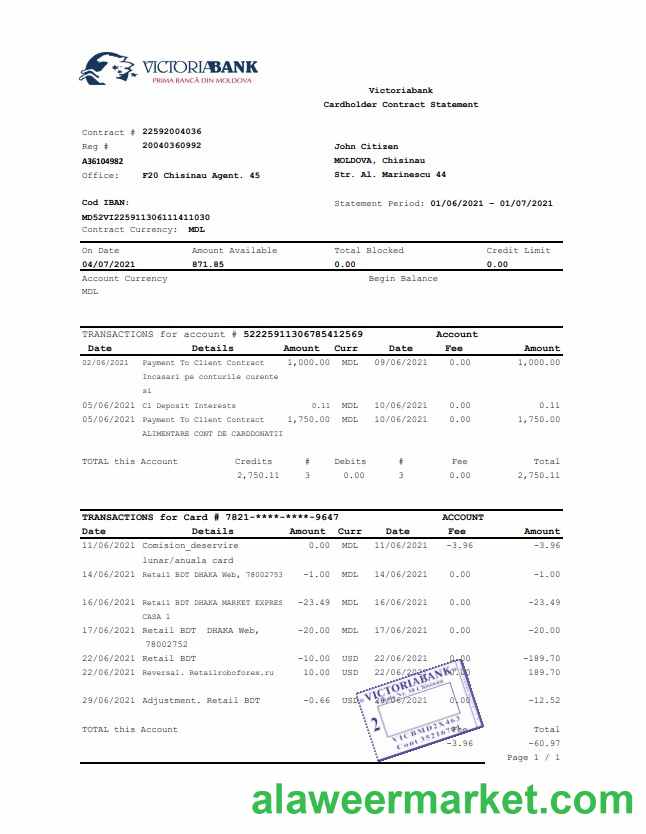 VICTORIABANK
PRIMA BANCĂ DIN MOLDOVA
Victoriabank
Cardholder Contract Statement
Contract # 22592004036
Reg # 20040360992
John Citizen
A36104982
MOLDOVA, Chisinau
Office: F20 Chisinau Agent. 45
Str. Al. Marinescu 44
Cod IBAN:
Statement Period: 01/06/2021 – 01/07/2021
MD52VI225911306111411030
Contract Currency: MDL
On Date Amount Available Total Blocked Credit Limit
04/07/2021 871.85 0.00 0.00
Account Currency Begin Balance
MDL
TRANSACTIONS for account # 52225911306785412569 Account
Date Details Amount Curr Date Fee Amount
02/06/2021 Payment To Client Contract 1,000.00 MDL 09/06/2021 0.00 1,000.00
Incasari pe conturile curente
si
05/06/2021 Ci Deposit Interests 0.11 MDL 10/06/2021 0.00 0.11
05/06/2021 Payment To Client Contract 1,750.00 MDL 10/06/2021 0.00 1,750.00
ALIMENTARE CONT DE CARDDONATII
TOTAL this Account Credits # Debits # Fee Total
2,750.11 3 0.00 3 0.00 2,750.11
TRANSACTIONS for Card # 7821-****-****-9647 ACCOUNT
Date Details Amount Curr Date Fee Amount
11/06/2021 Comision_deservire 0.00 MDL 11/06/2021 -3.96 -3.96
lunar/anuala card
14/06/2021 Retail BDT DHAKA Web, 78002753 -1.00 MDL 14/06/2021 0.00 -1.00
16/06/2021 Retail BDT DHAKA MARKET EXPRES -23.49 MDL 16/06/2021 0.00 -23.49
CASA 1
17/06/2021 Retail BDT DHAKA Web, -20.00 MDL 17/06/2021 0.00 -20.00
78002752
22/06/2021 Retail BDT -10.00 USD 22/06/2021 0.00 -189.70
22/06/2021 Reversal. Retailroboforex.ru 10.00 USD 22/06/2021 0.00 189.70
29/06/2021 Adjustment. Retail BDT -0.66 USD 29/06/2021 0.00 -12.52
TOTAL this Account Fee Total
-3.96 -60.97
"VICTORIABANK"
2
VICBMD2X463
Page 1 / 1
alaweermarket.com